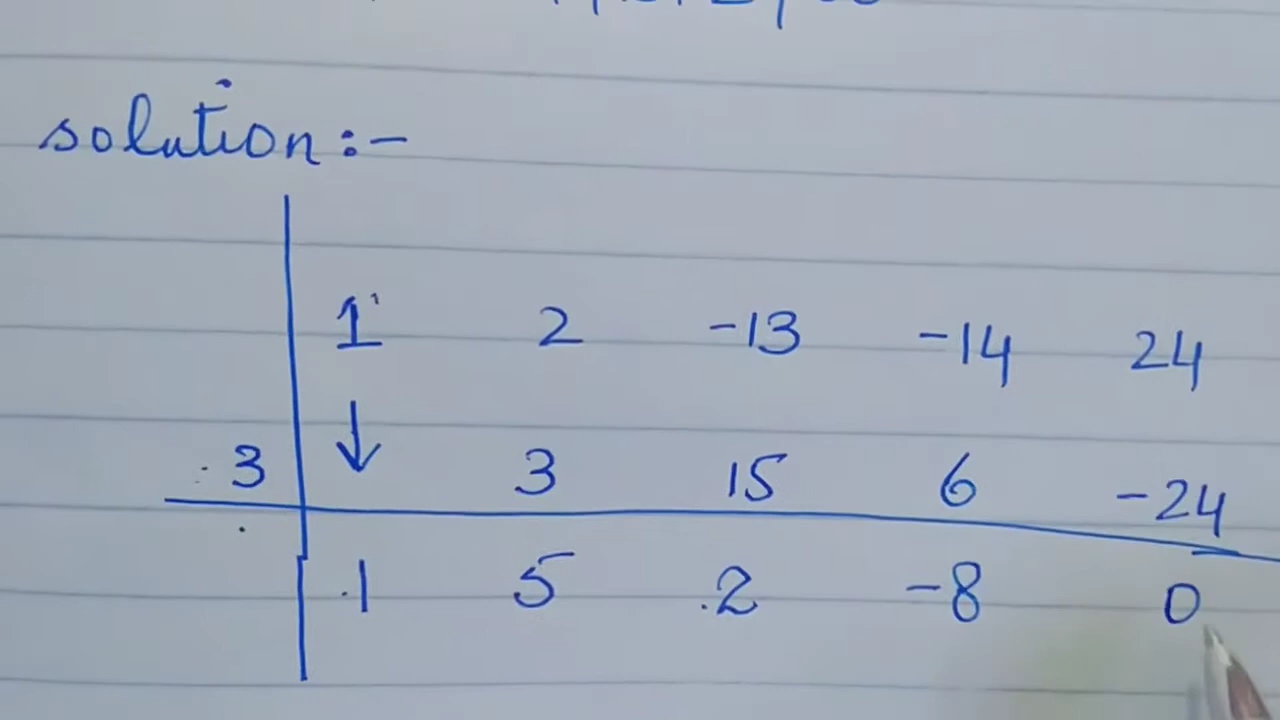 solution:-
1 2 -13 -14 24
3 ↓ 3 15 6 -24
1 5 2 -8 0